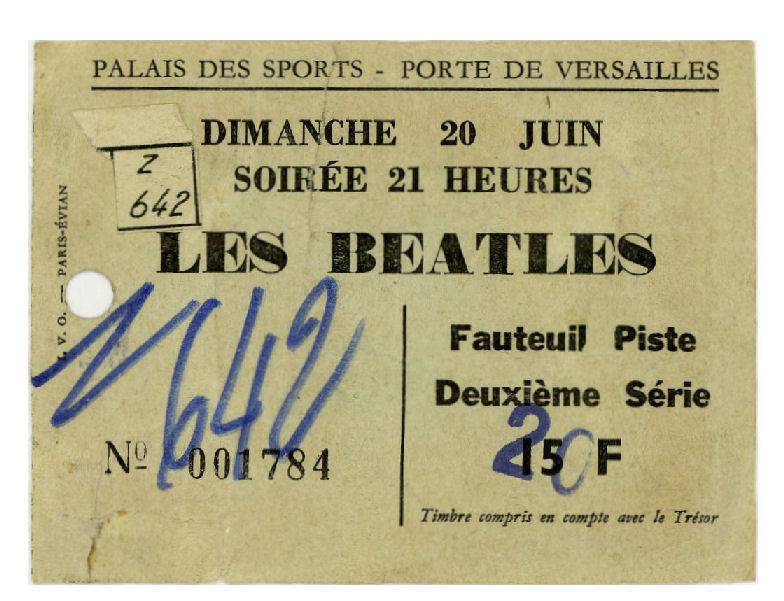 PALAIS DES SPORTS - PORTE DE VERSAILLES
DIMANCHE 20 JUIN
SOIRÉE 21 HEURES
LES BEATLES
Z
642
Z 642
Nº 001784
Fauteuil Piste
Deuxième Série
15 F
20
Timbre compris en compte avec le Trésor
V. O. — PARIS-ÉVIAN